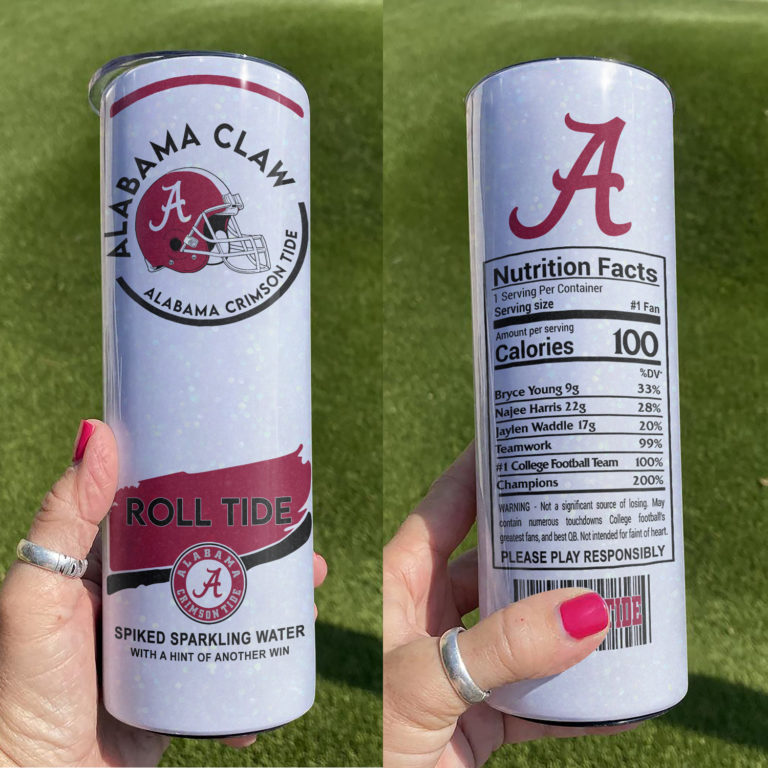 ALABAMA CLAW
A
ALABAMA CRIMSON TIDE
ROLL TIDE
ALABAMA
A
CRIMSON TIDE
SPIKED SPARKLING WATER
WITH A HINT OF ANOTHER WIN
A
Nutrition Facts
1 Serving Per Container
Serving size #1 Fan
Amount per serving
Calories 100
%DV*
Bryce Young 9g 33%
Najee Harris 22g 28%
Jaylen Waddle 17g 20%
Teamwork 99%
#1 College Football Team 100%
Champions 200%
WARNING - Not a significant source of losing. May
contain numerous touchdowns College football's
greatest fans, and best QB. Not intended for faint of heart.
PLEASE PLAY RESPONSIBLY
TIDE